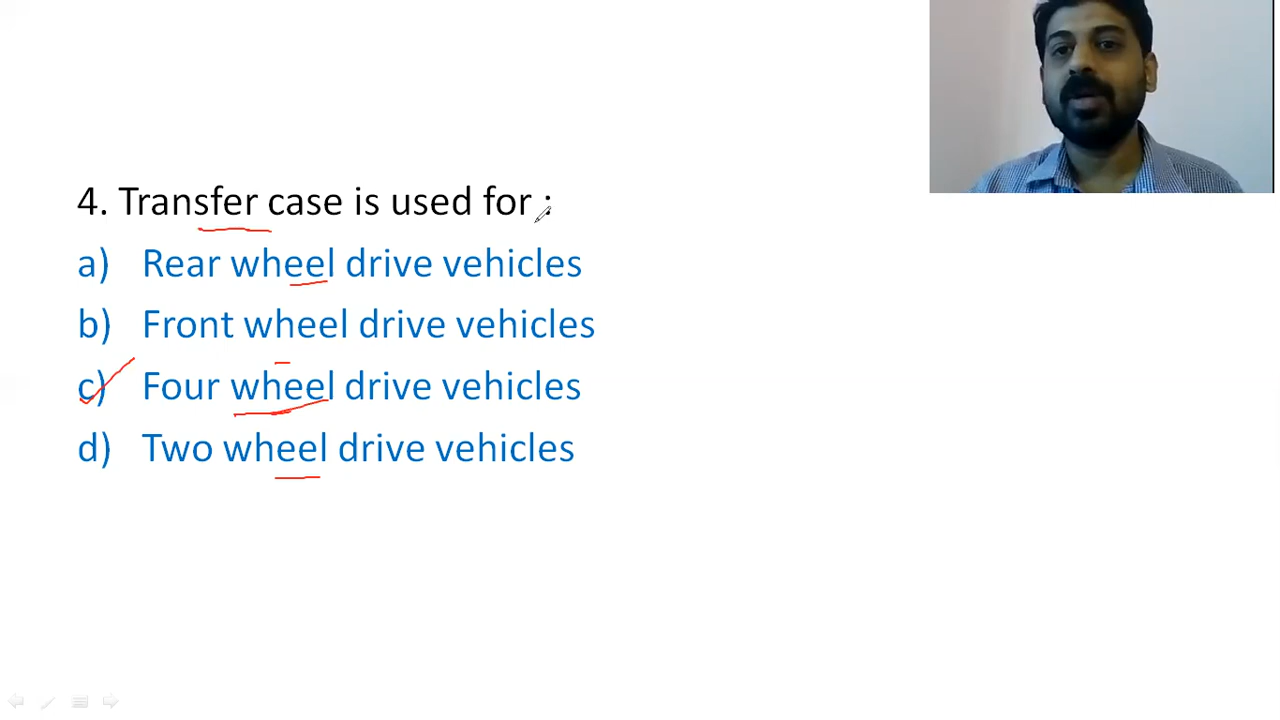 4. Transfer case is used for :
a) Rear wheel drive vehicles
b) Front wheel drive vehicles
c) Four wheel drive vehicles
d) Two wheel drive vehicles